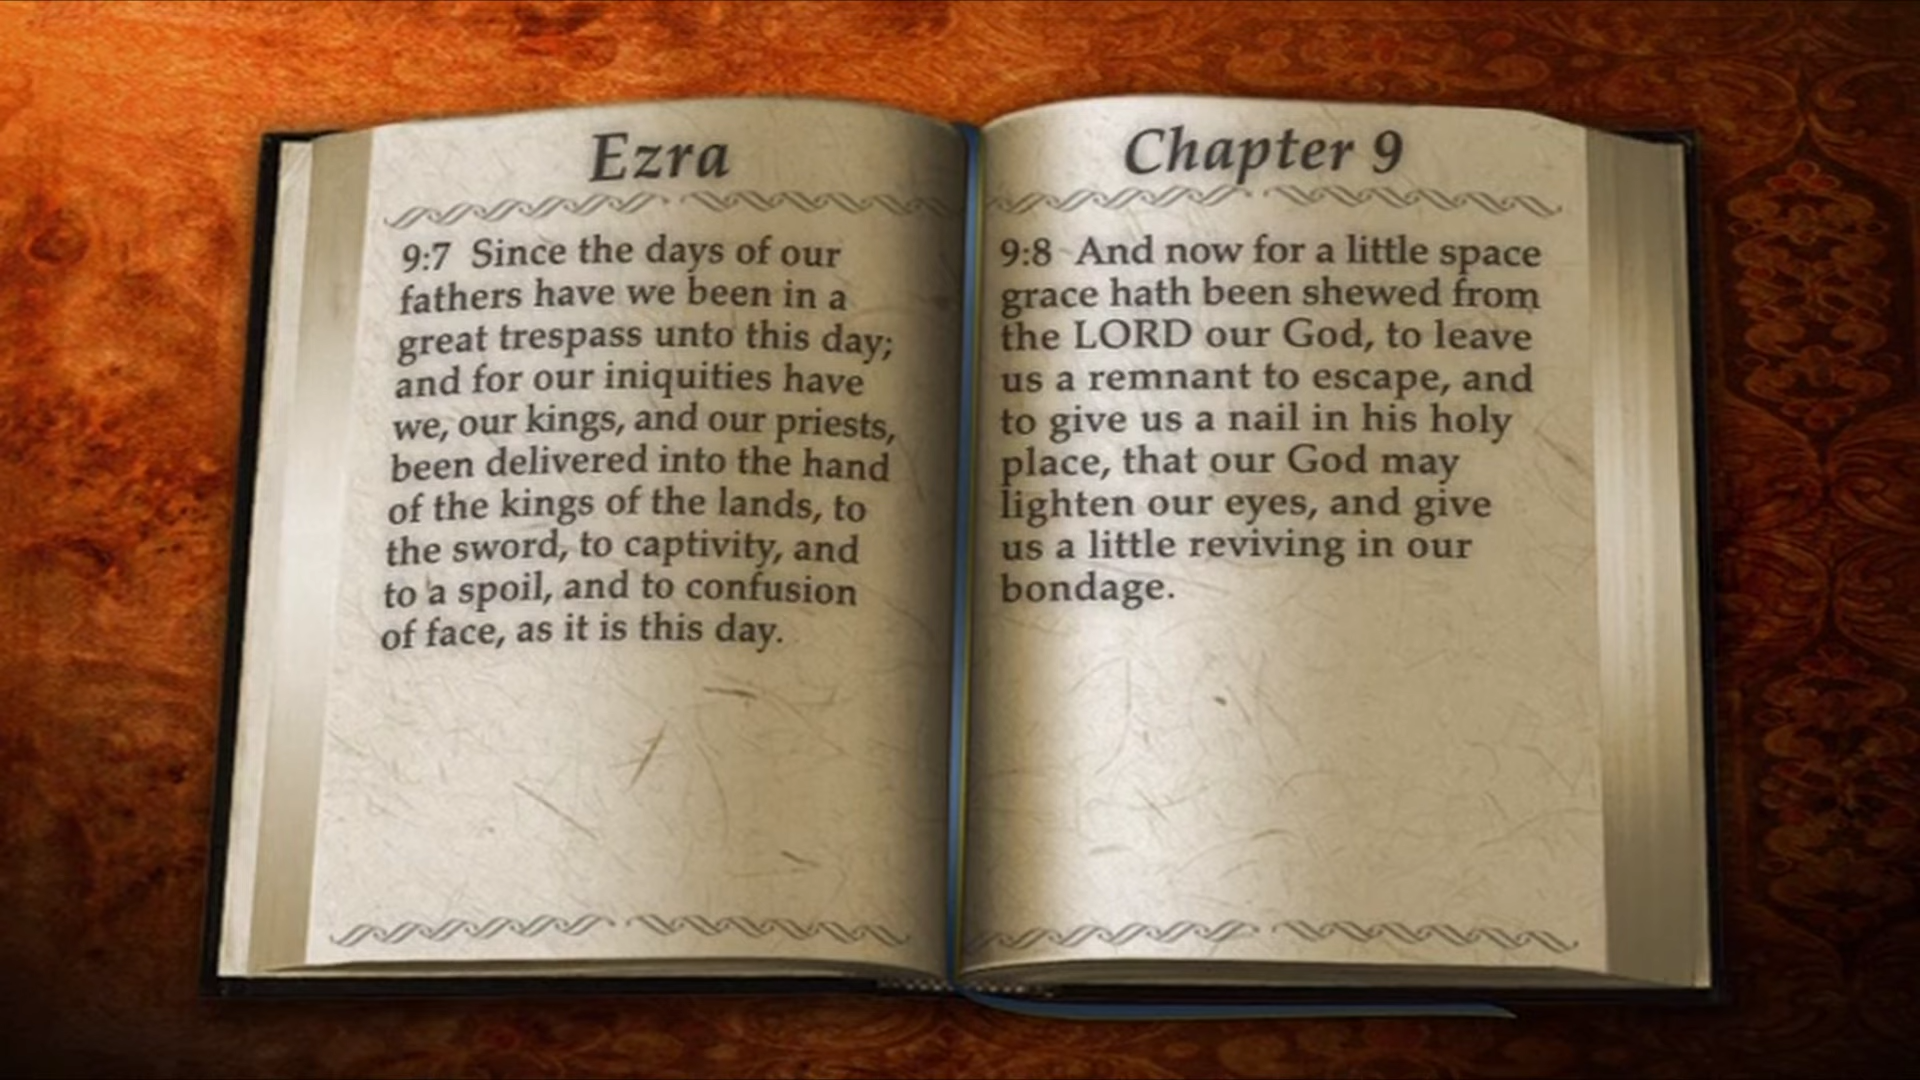 Ezra
9:7 Since the days of our
fathers have we been in a
great trespass unto this day;
and for our iniquities have
we, our kings, and our priests,
been delivered into the hand
of the kings of the lands, to
the sword, to captivity, and
to a spoil, and to confusion
of face, as it is this day.
Chapter 9
9:8 And now for a little space
grace hath been shewed from
the LORD our God, to leave
us a remnant to escape, and
to give us a nail in his holy
place, that our God may
lighten our eyes, and give
us a little reviving in our
bondage.